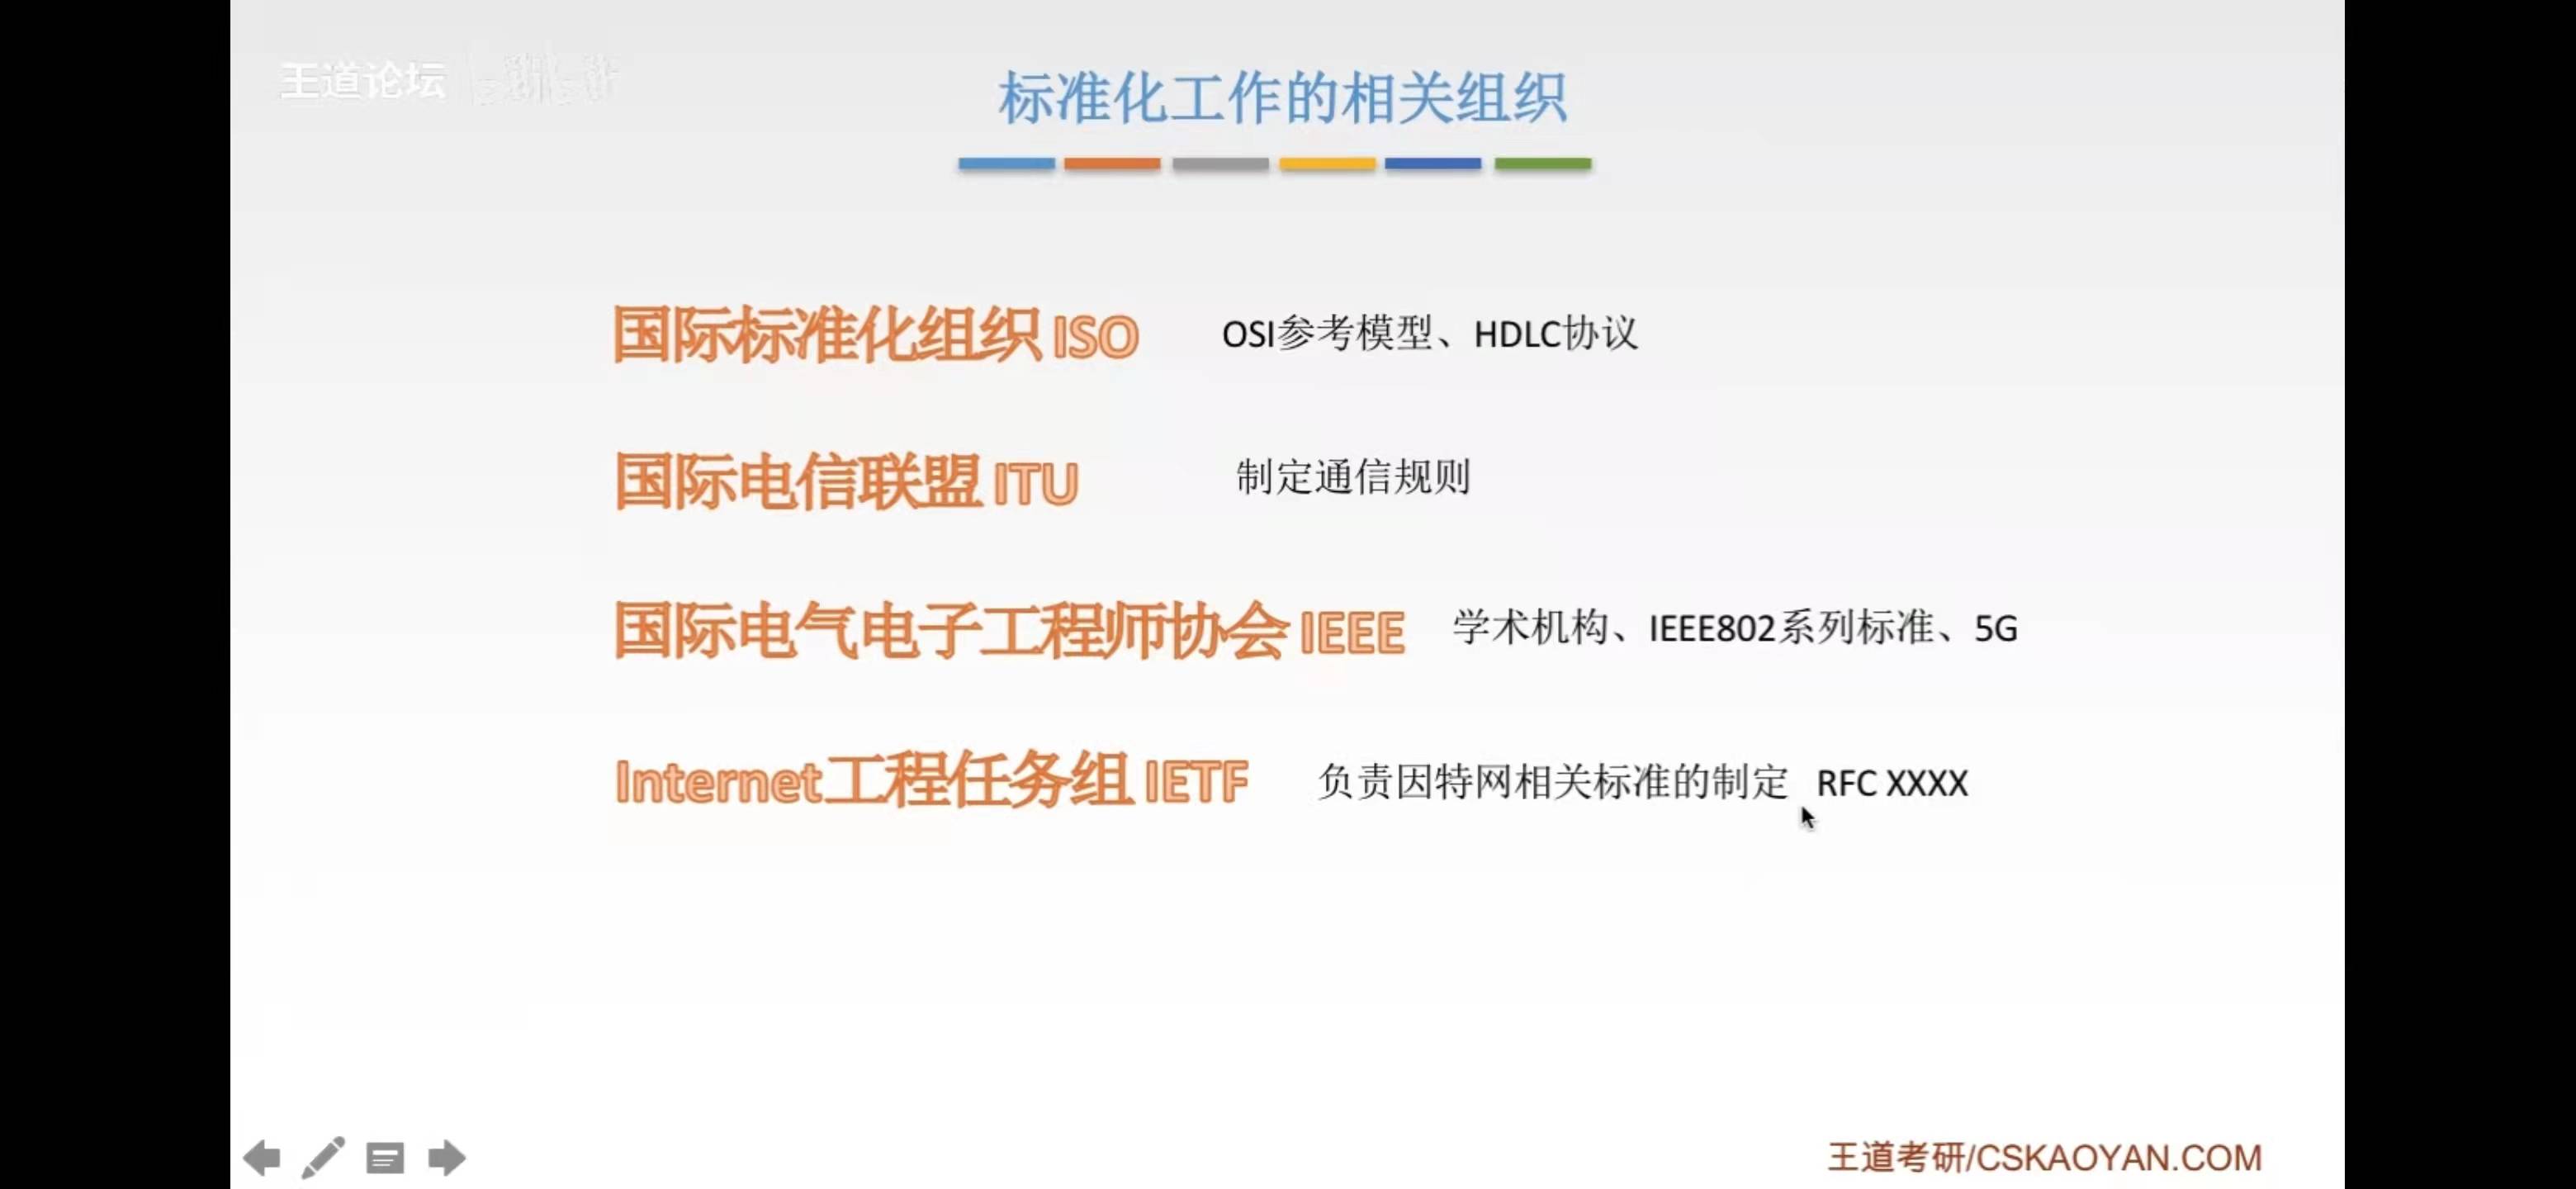 王道论坛
标准化工作的相关组织
国际标准化组织 ISO OSI参考模型、HDLC协议
国际电信联盟 ITU 制定通信规则
国际电气电子工程师协会 IEEE 学术机构、IEEE802系列标准、5G
Internet工程任务组 IETF 负责因特网相关标准的制定 RFC XXXX
王道考研/CSKAOYAN.COM